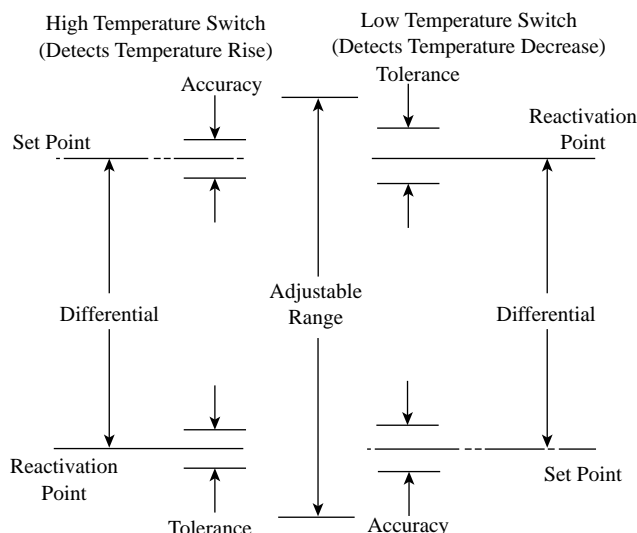 High Temperature Switch
(Detects Temperature Rise)
Low Temperature Switch
(Detects Temperature Decrease)
Accuracy
Tolerance
Set Point
Reactivation
Point
Differential
Adjustable
Range
Differential
Reactivation
Point
Set Point
Tolerance
Accuracy